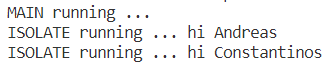 MAIN running ...
ISOLATE running ... hi Andreas
ISOLATE running ... hi Constantinos